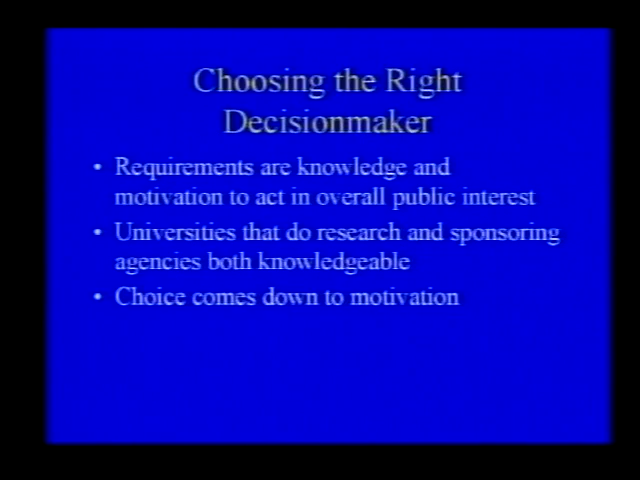 Choosing the Right
Decisionmaker
• Requirements are knowledge and
motivation to act in overall public interest
• Universities that do research and sponsoring
agencies both knowledgeable
• Choice comes down to motivation